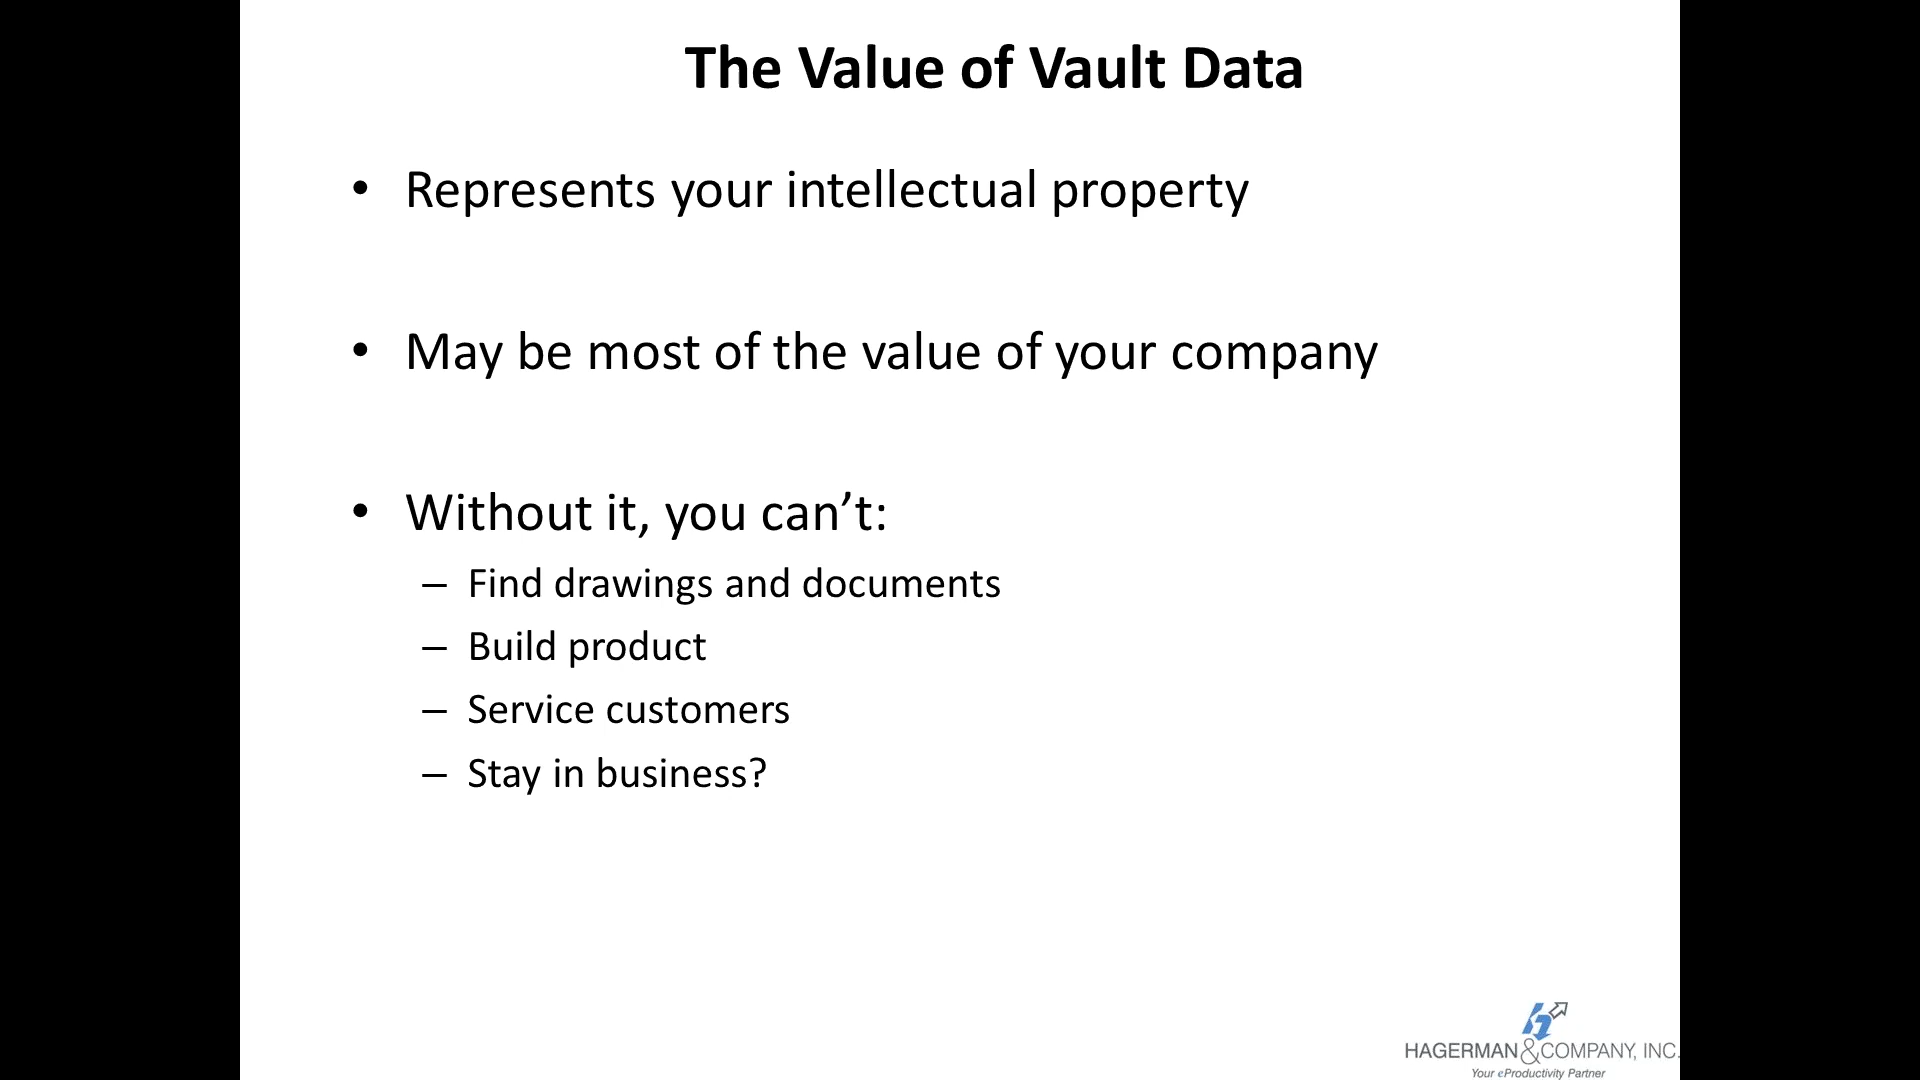 The Value of Vault Data
• Represents your intellectual property
• May be most of the value of your company
• Without it, you can’t:
– Find drawings and documents
– Build product
– Service customers
– Stay in business?
HAGERMAN & COMPANY, INC.
Your eProductivity Partner